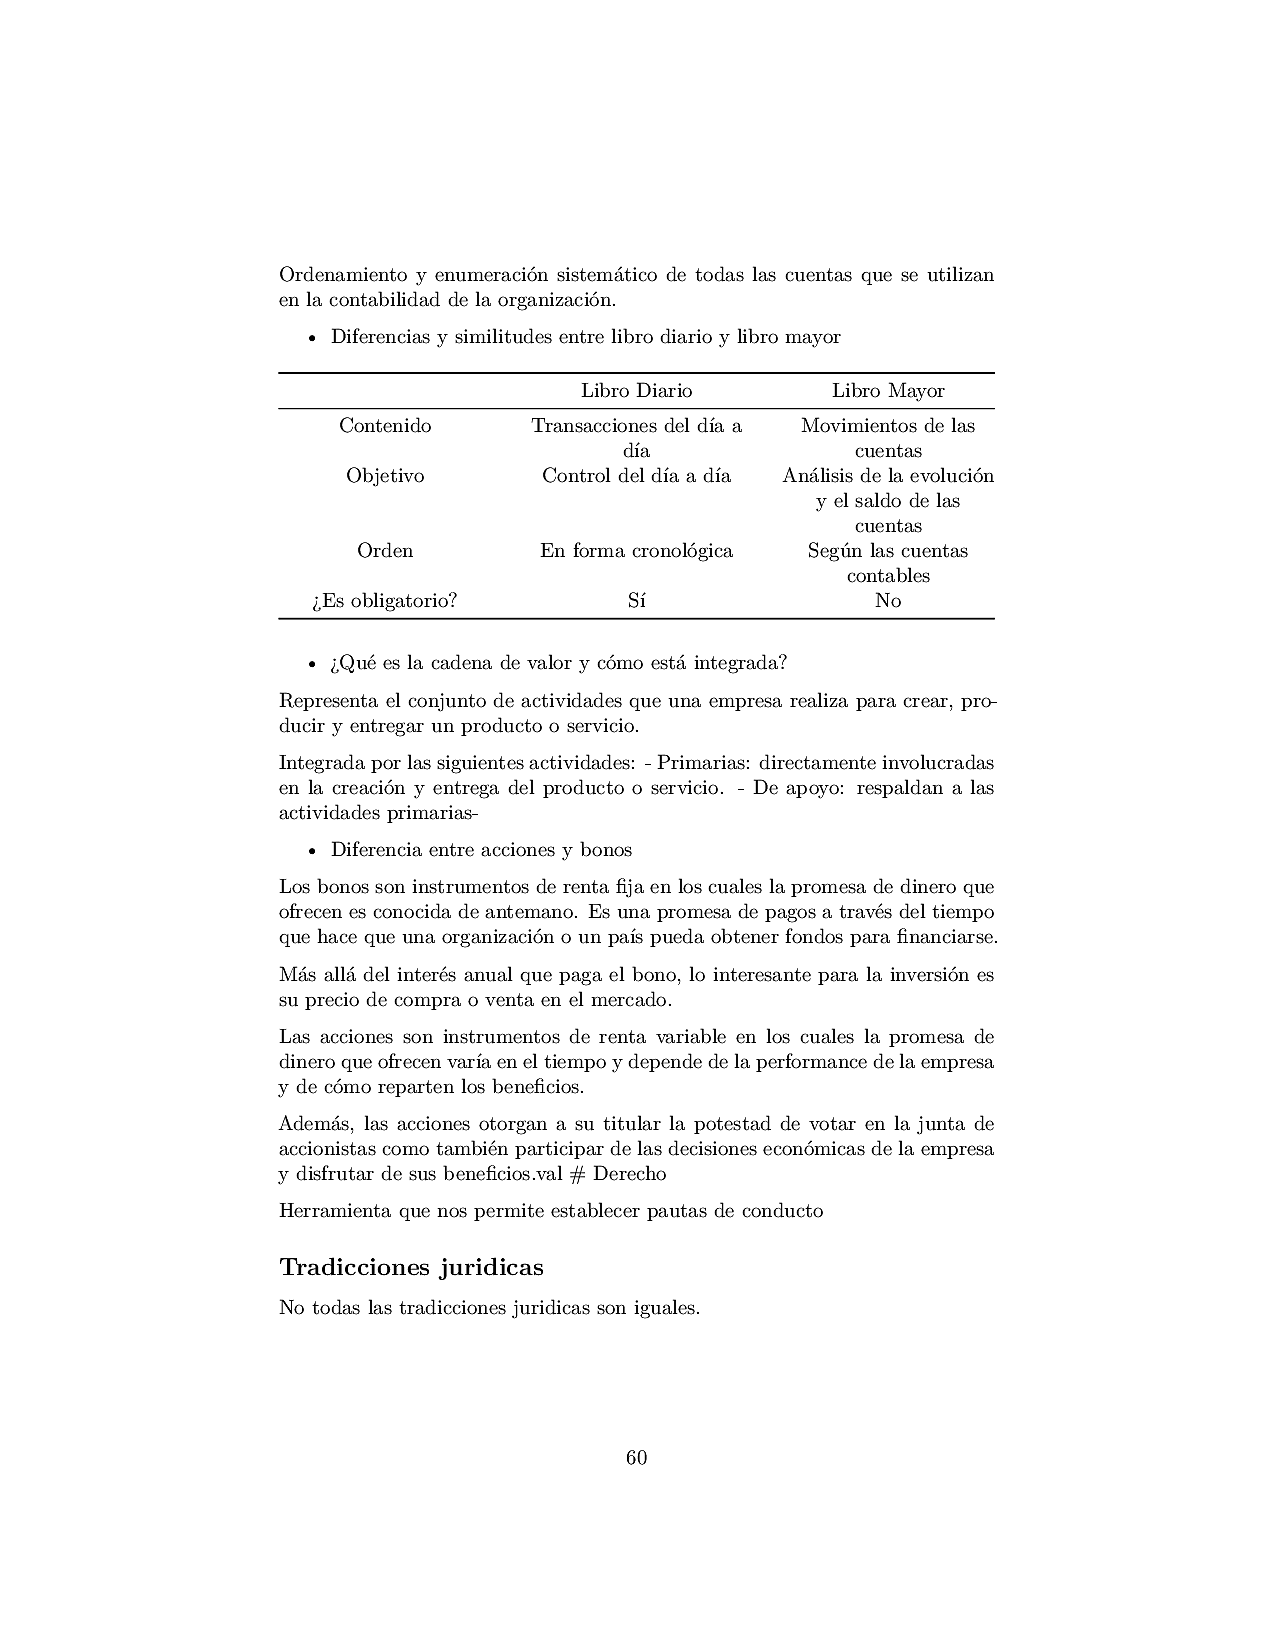 Ordenamiento y enumeración sistemático de todas las cuentas que se utilizan
en la contabilidad de la organización.
• Diferencias y similitudes entre libro diario y libro mayor
Libro Diario Libro Mayor
Contenido Transacciones del día a Movimientos de las
día cuentas
Objetivo Control del día a día Análisis de la evolución
y el saldo de las
cuentas
Orden En forma cronológica Según las cuentas
contables
¿Es obligatorio? Sí No
• ¿Qué es la cadena de valor y cómo está integrada?
Representa el conjunto de actividades que una empresa realiza para crear, pro-
ducir y entregar un producto o servicio.
Integrada por las siguientes actividades: - Primarias: directamente involucradas
en la creación y entrega del producto o servicio. - De apoyo: respaldan a las
actividades primarias-
• Diferencia entre acciones y bonos
Los bonos son instrumentos de renta fija en los cuales la promesa de dinero que
ofrecen es conocida de antemano. Es una promesa de pagos a través del tiempo
que hace que una organización o un país pueda obtener fondos para financiarse.
Más allá del interés anual que paga el bono, lo interesante para la inversión es
su precio de compra o venta en el mercado.
Las acciones son instrumentos de renta variable en los cuales la promesa de
dinero que ofrecen varía en el tiempo y depende de la performance de la empresa
y de cómo reparten los beneficios.
Además, las acciones otorgan a su titular la potestad de votar en la junta de
accionistas como también participar de las decisiones económicas de la empresa
y disfrutar de sus beneficios.val # Derecho
Herramienta que nos permite establecer pautas de conducto
Tradicciones juridicas
No todas las tradicciones juridicas son iguales.
60